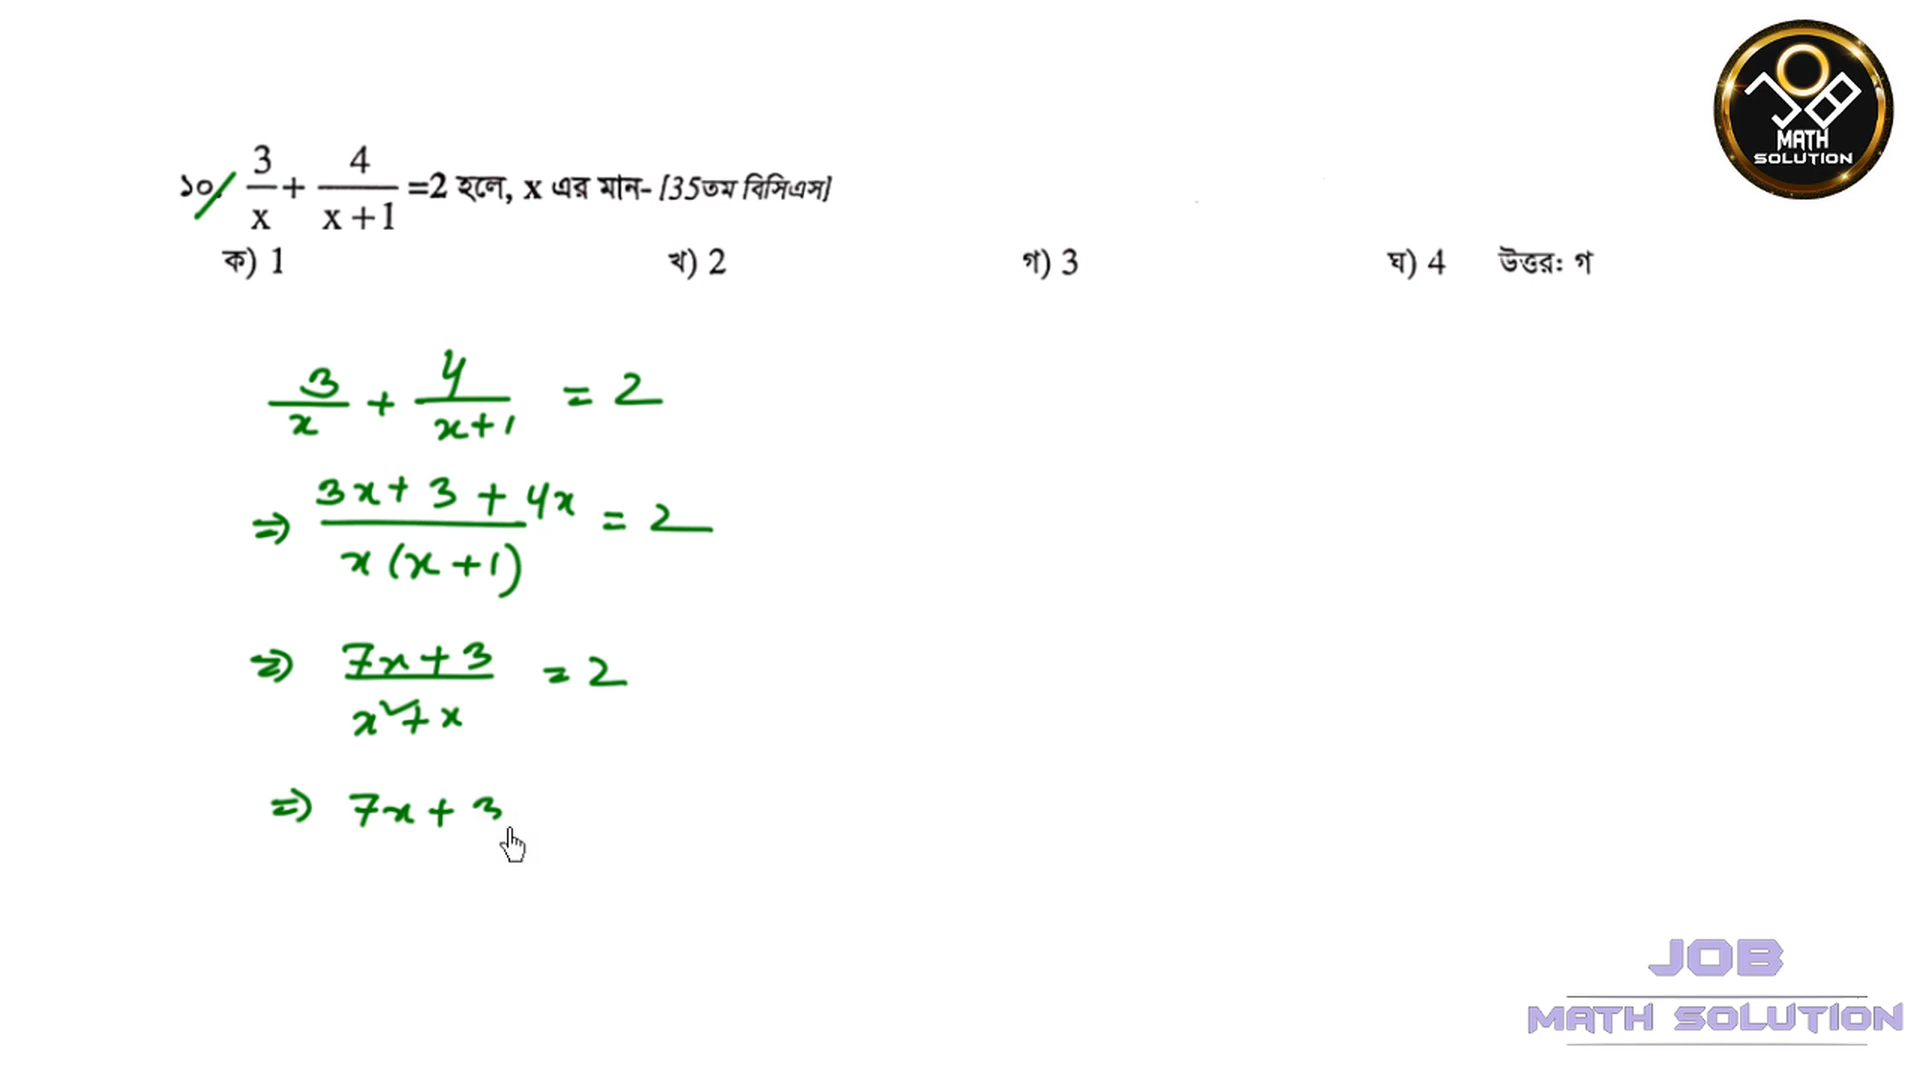 JOB
MATH
SOLUTION
১০. 3/x + 4/(x+1) =2 হলে, x এর মান- [35তম বিসিএস]
ক) 1 খ) 2 গ) 3 ঘ) 4 উত্তরঃ গ
3/x + 4/(x+1) = 2
⇒ (3x + 3 + 4x)/(x(x+1)) = 2
⇒ (7x+3)/(x²+x) = 2
⇒ 7x + 3
JOB
MATH SOLUTION